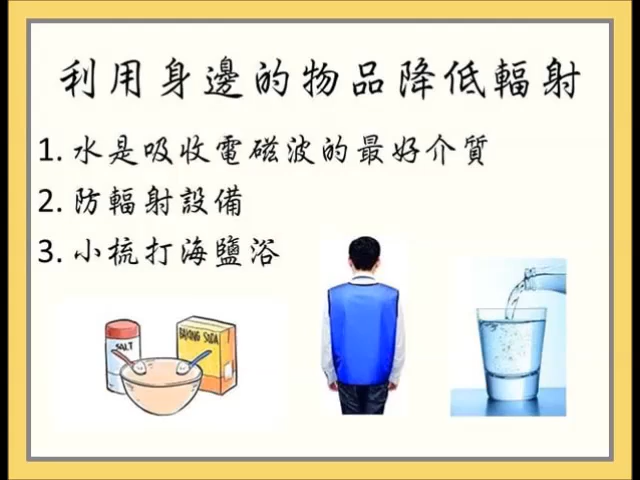 利用身邊的物品降低輻射
1. 水是吸收電磁波的最好介質
2. 防輻射設備
3. 小梳打海鹽浴
SALT
BAKING SODA